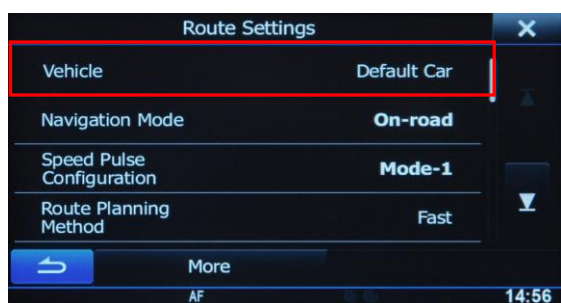 Route Settings
Vehicle Default Car
Navigation Mode On-road
Speed Pulse
Configuration Mode-1
Route Planning
Method Fast
More
AF 14:56